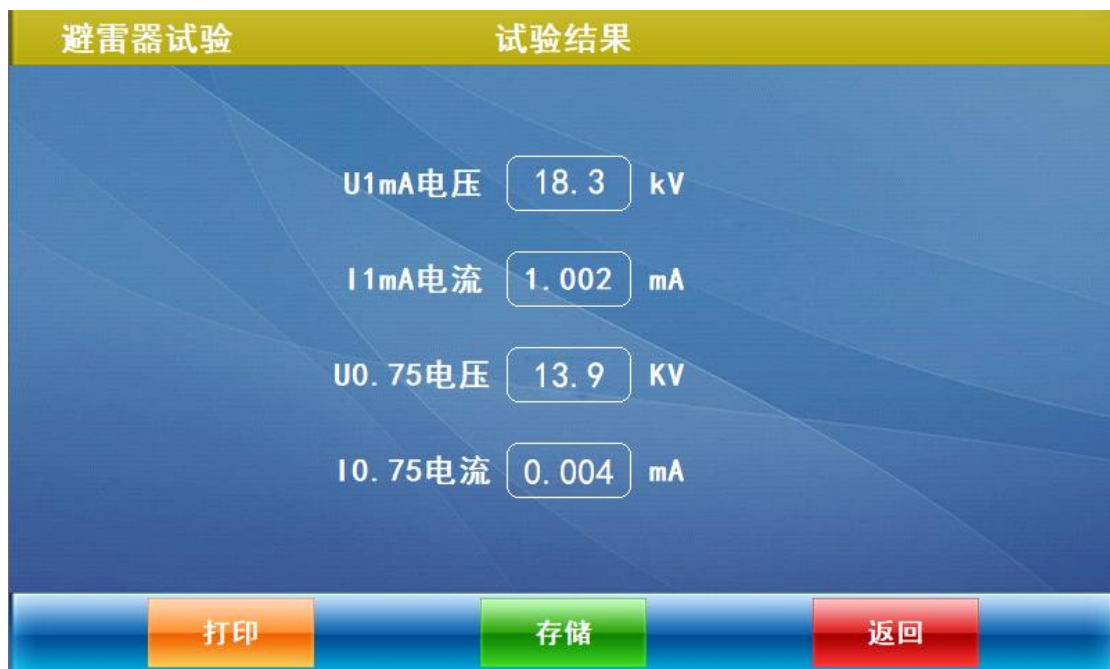 避雷器试验 试验结果
U1mA电压 18.3 kV
I1mA电流 1.002 mA
U0.75电压 13.9 KV
I0.75电流 0.004 mA
打印 存储 返回